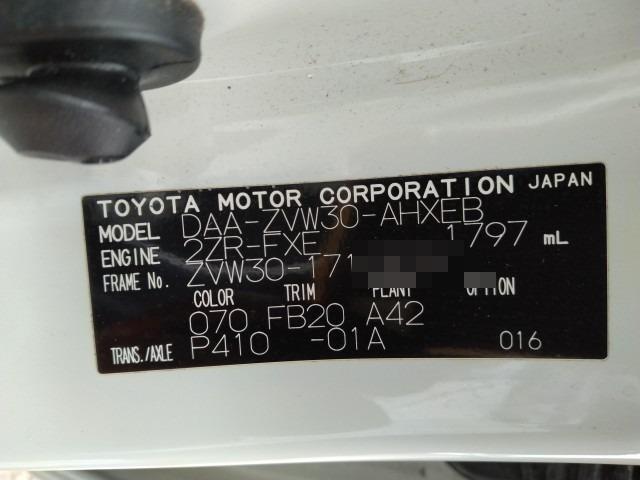 TOYOTA MOTOR CORPORATION JAPAN
MODEL DAA-ZVW30-AHXEB
ENGINE 2ZR-FXE 1797 mL
FRAME No. ZVW30-171
COLOR TRIM PLANT OPTION
070 FB20 A42
TRANS./AXLE P410 -01A 016